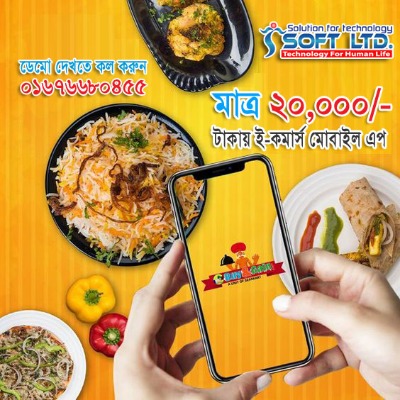 Solution for technology
SOFT LTD.
Technology For Human Life
ডেমো দেখতে কল করুন
০১৬৭৬৬৮০৪৫৫
মাত্র ২০,০০০/-
টাকায় ই-কমার্স মোবাইল এপ